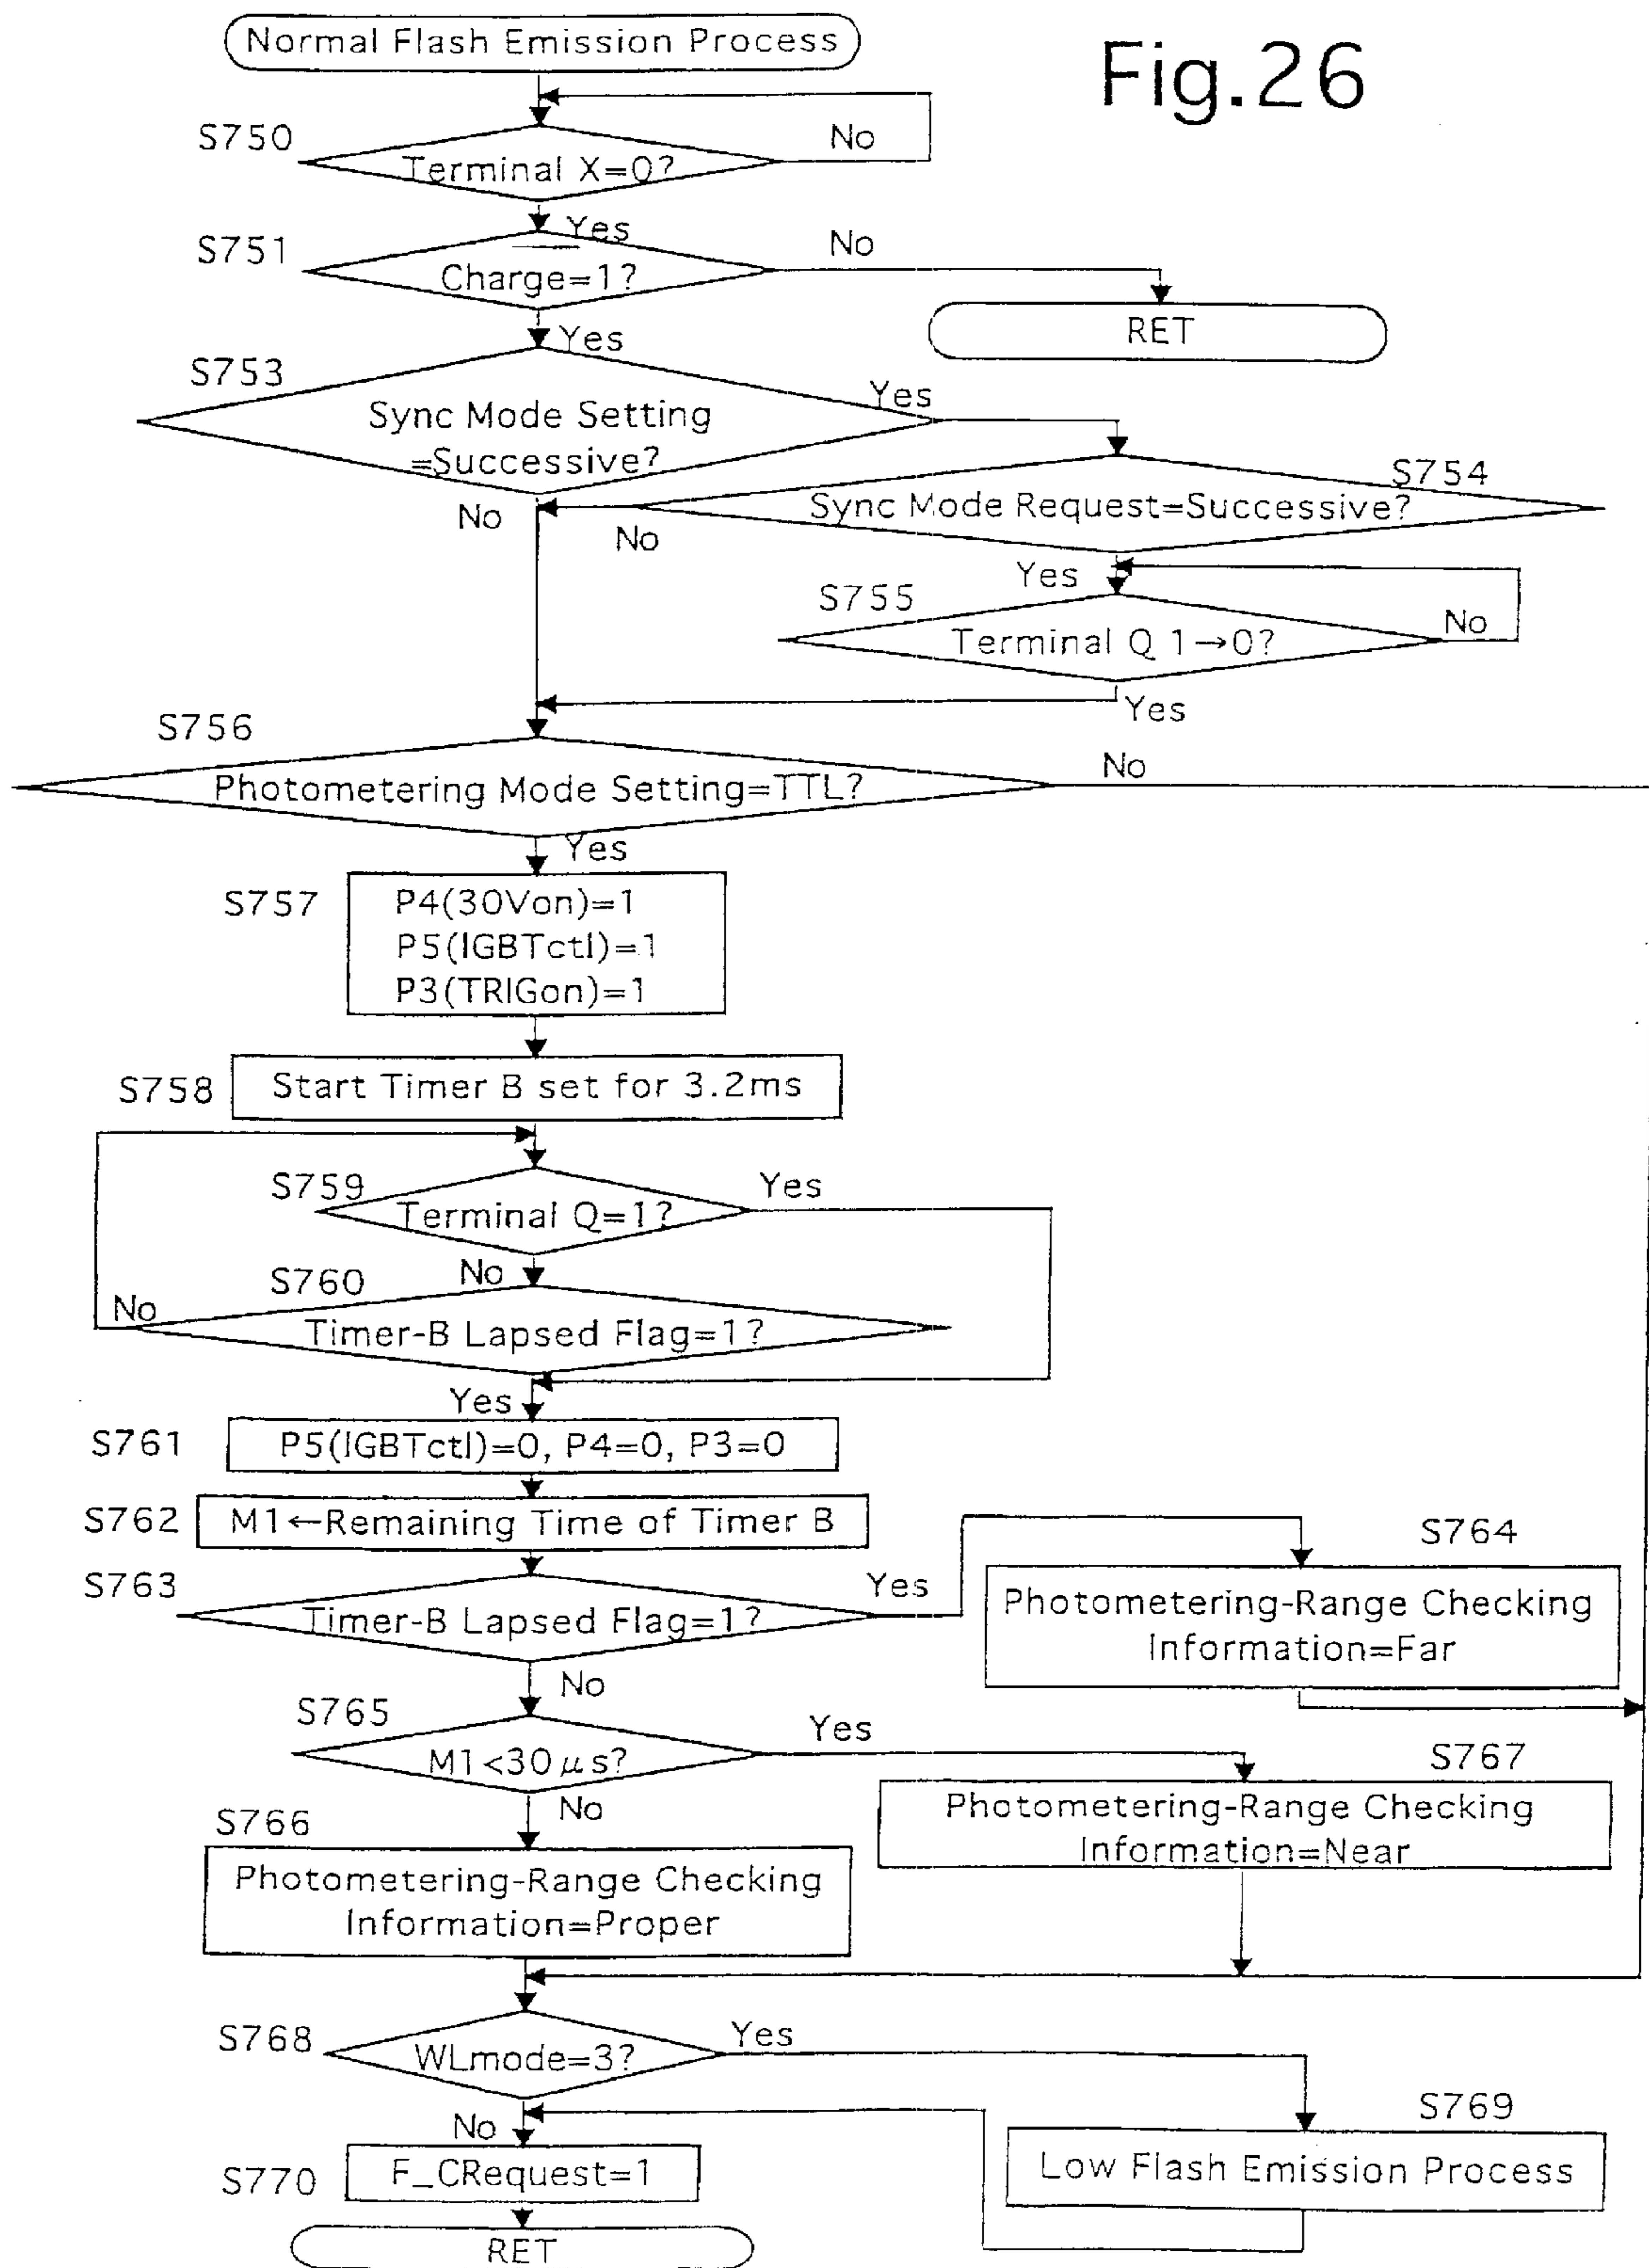 Normal Flash Emission Process
Fig.26
S750
Terminal X=0?
No
Yes
S751
Charge=1?
No
RET
Yes
S753
Sync Mode Setting
=Successive?
Yes
No
S754
Sync Mode Request=Successive?
No
Yes
S755
Terminal Q 1→0?
No
Yes
S756
Photometering Mode Setting=TTL?
No
Yes
S757
P4(30Von)=1
P5(IGBTctl)=1
P3(TRIGon)=1
S758
Start Timer B set for 3.2ms
S759
Terminal Q=1?
Yes
No
S760
Timer-B Lapsed Flag=1?
No
Yes
S761
P5(IGBTctl)=0, P4=0, P3=0
S762
M1←Remaining Time of Timer B
S763
Timer-B Lapsed Flag=1?
Yes
S764
Photometering-Range Checking
Information=Far
No
S765
M1<30μs?
Yes
S767
Photometering-Range Checking
Information=Near
No
S766
Photometering-Range Checking
Information=Proper
S768
WLmode=3?
Yes
S769
Low Flash Emission Process
No
S770
F_CRequest=1
RET